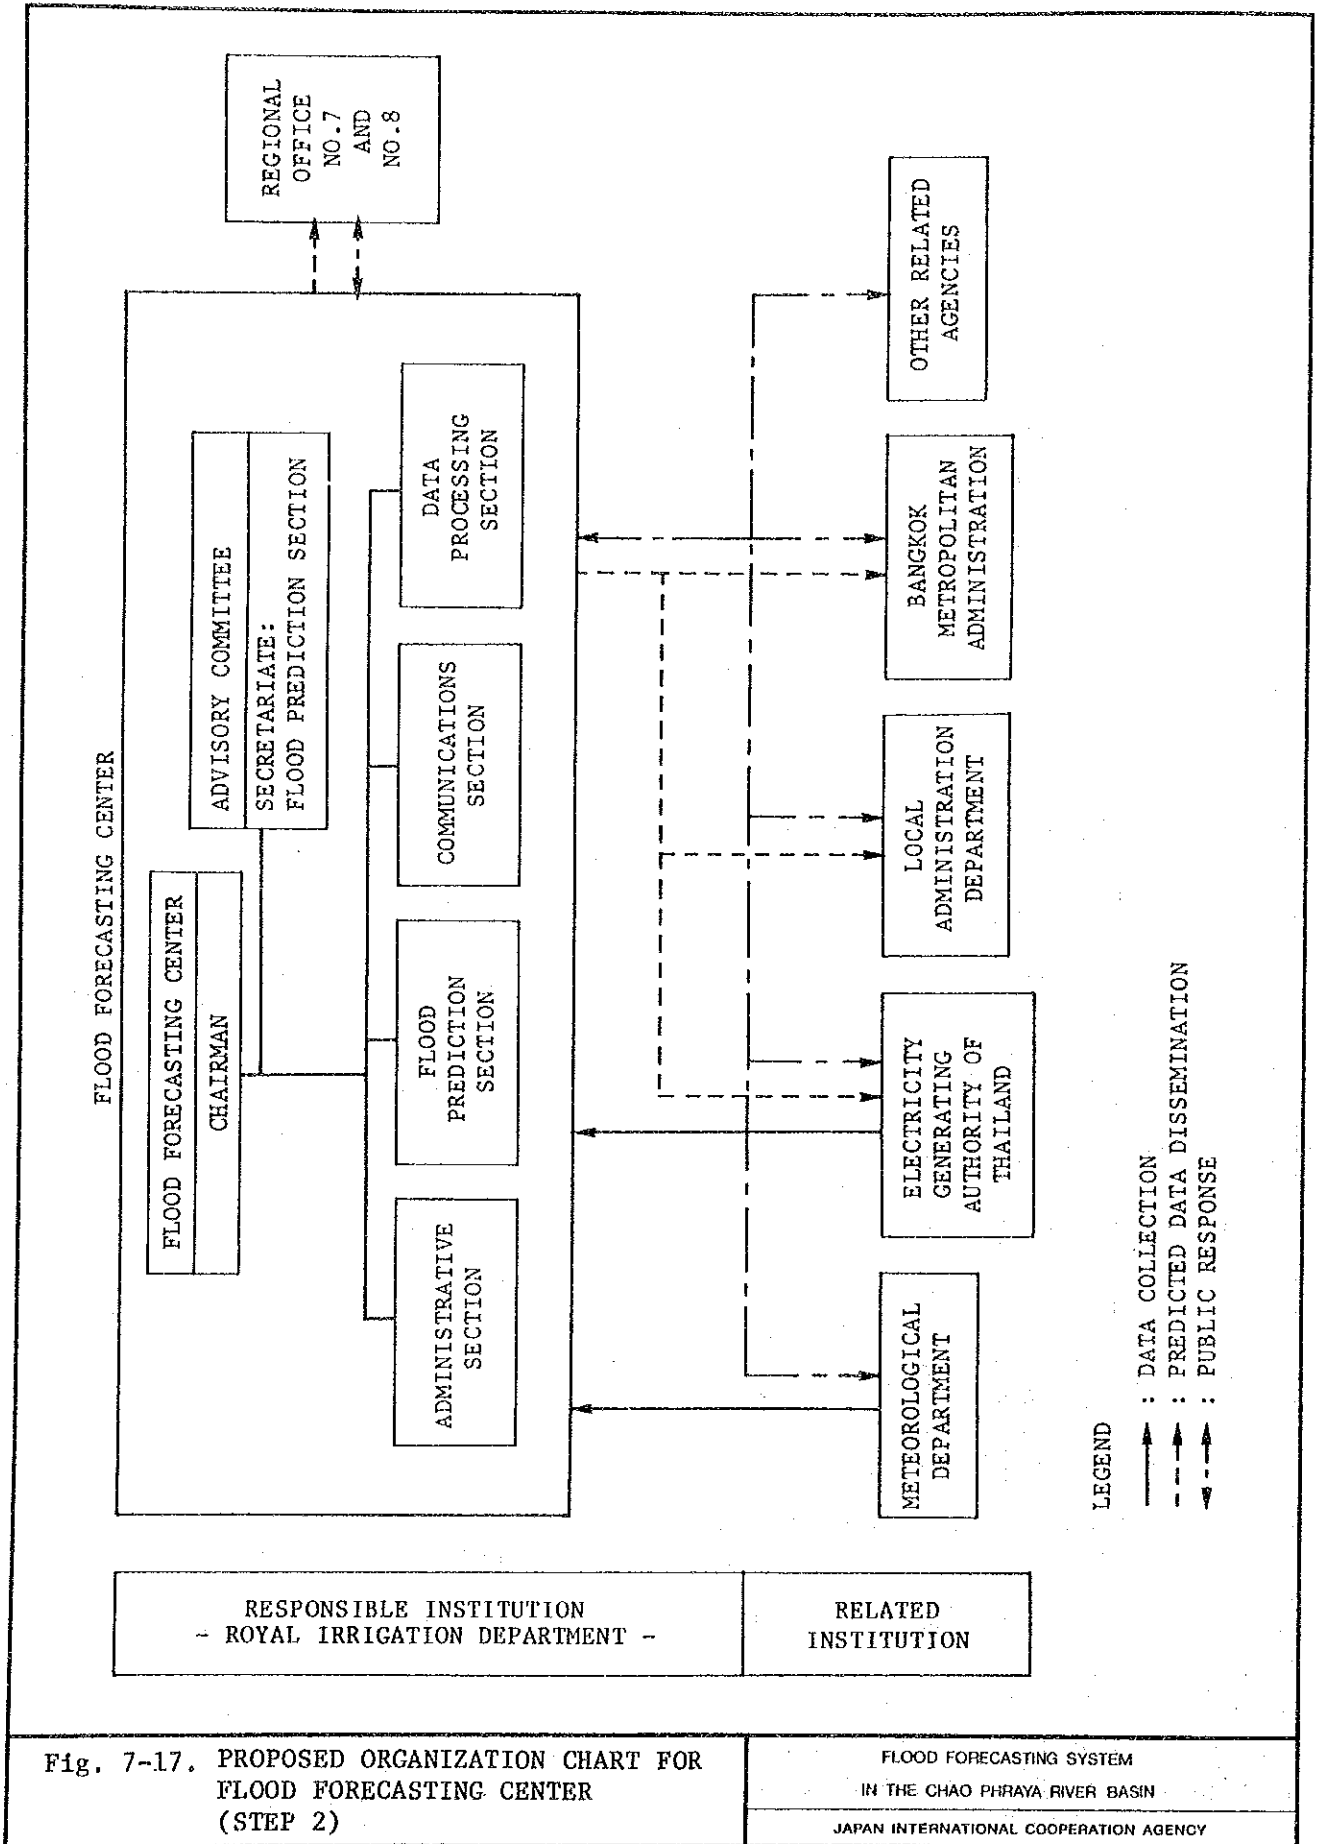 FLOOD FORECASTING CENTER
FLOOD FORECASTING CENTER
CHAIRMAN
ADVISORY COMMITTEE
SECRETARIATE:
FLOOD PREDICTION SECTION
ADMINISTRATIVE
SECTION
FLOOD
PREDICTION
SECTION
COMMUNICATIONS
SECTION
DATA
PROCESSING
SECTION
REGIONAL
OFFICE
NO.7
AND
NO.8
METEOROLOGICAL
DEPARTMENT
ELECTRICITY
GENERATING
AUTHORITY OF
THAILAND
LOCAL
ADMINISTRATION
DEPARTMENT
BANGKOK
METROPOLITAN
ADMINISTRATION
OTHER RELATED
AGENCIES
LEGEND
: DATA COLLECTION
: PREDICTED DATA DISSEMINATION
: PUBLIC RESPONSE
RESPONSIBLE INSTITUTION
- ROYAL IRRIGATION DEPARTMENT -
RELATED
INSTITUTION
Fig. 7-17. PROPOSED ORGANIZATION CHART FOR
FLOOD FORECASTING CENTER
(STEP 2)
FLOOD FORECASTING SYSTEM
IN THE CHAO PHRAYA RIVER BASIN
JAPAN INTERNATIONAL COOPERATION AGENCY